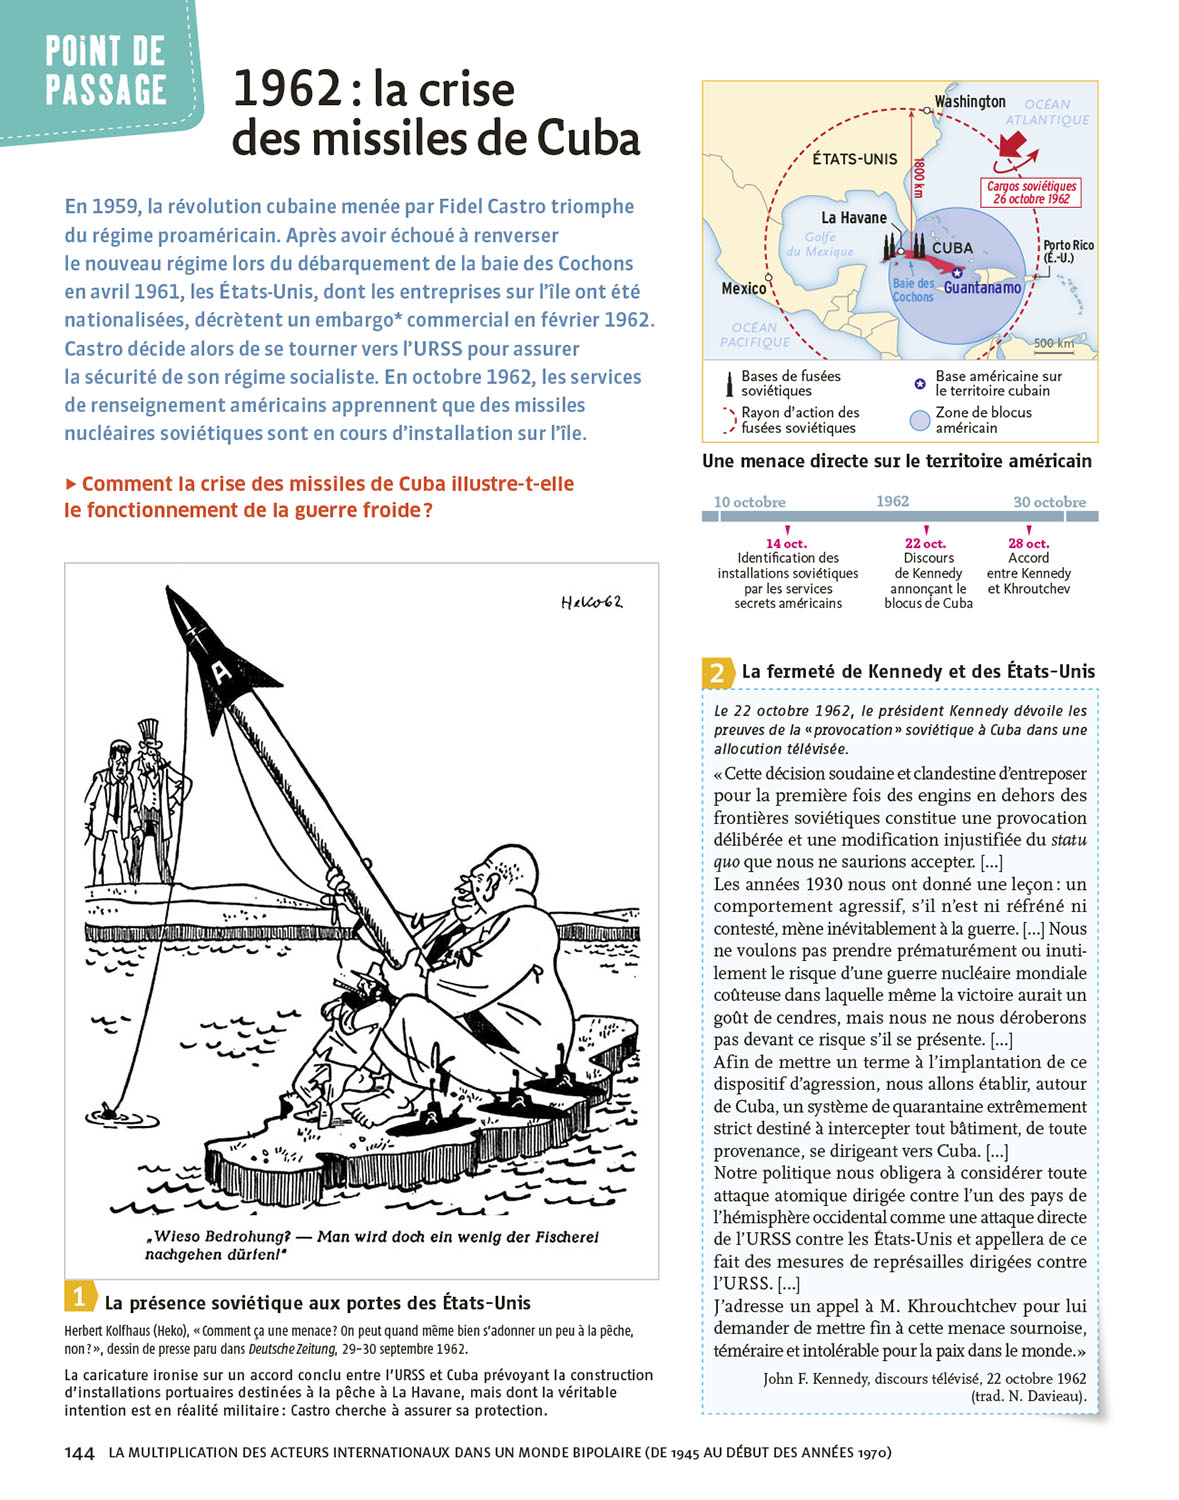 POiNT DE
PASSAGE
1962 : la crise
des missiles de Cuba
En 1959, la révolution cubaine menée par Fidel Castro triomphe
du régime proaméricain. Après avoir échoué à renverser
le nouveau régime lors du débarquement de la baie des Cochons
en avril 1961, les États-Unis, dont les entreprises sur l’île ont été
nationalisées, décrètent un embargo* commercial en février 1962.
Castro décide alors de se tourner vers l’URSS pour assurer
la sécurité de son régime socialiste. En octobre 1962, les services
de renseignement américains apprennent que des missiles
nucléaires soviétiques sont en cours d’installation sur l’île.
▶ Comment la crise des missiles de Cuba illustre-t-elle
le fonctionnement de la guerre froide ?
HeKo62
A
„Wieso Bedrohung? — Man wird doch ein wenig der Fischerei
nachgehen dürfen!“
1 La présence soviétique aux portes des États-Unis
Herbert Kolfhaus (Heko), « Comment ça une menace ? On peut quand même bien s’adonner un peu à la pêche,
non ? », dessin de presse paru dans Deutsche Zeitung, 29-30 septembre 1962.
La caricature ironise sur un accord conclu entre l’URSS et Cuba prévoyant la construction
d’installations portuaires destinées à la pêche à La Havane, mais dont la véritable
intention est en réalité militaire : Castro cherche à assurer sa protection.
Washington
OCÉAN
ATLANTIQUE
ÉTATS-UNIS
1800 km
Cargos soviétiques
26 octobre 1962
La Havane
Golfe
du Mexique
CUBA
Porto Rico
(É.-U.)
Mexico
Baie des
Cochons
Guantanamo
OCÉAN
PACIFIQUE
500 km
Bases de fusées
soviétiques
Rayon d’action des
fusées soviétiques
Base américaine sur
le territoire cubain
Zone de blocus
américain
Une menace directe sur le territoire américain
10 octobre 1962 30 octobre
14 oct.
Identification des
installations soviétiques
par les services
secrets américains
22 oct.
Discours
de Kennedy
annonçant le
blocus de Cuba
28 oct.
Accord
entre Kennedy
et Khroutchev
2 La fermeté de Kennedy et des États-Unis
Le 22 octobre 1962, le président Kennedy dévoile les
preuves de la « provocation » soviétique à Cuba dans une
allocution télévisée.
« Cette décision soudaine et clandestine d’entreposer
pour la première fois des engins en dehors des
frontières soviétiques constitue une provocation
délibérée et une modification injustifiée du statu
quo que nous ne saurions accepter. [...]
Les années 1930 nous ont donné une leçon : un
comportement agressif, s’il n’est ni réfréné ni
contesté, mène inévitablement à la guerre. [...] Nous
ne voulons pas prendre prématurément ou inuti-
lement le risque d’une guerre nucléaire mondiale
coûteuse dans laquelle même la victoire aurait un
goût de cendres, mais nous ne nous déroberons
pas devant ce risque s’il se présente. [...]
Afin de mettre un terme à l’implantation de ce
dispositif d’agression, nous allons établir, autour
de Cuba, un système de quarantaine extrêmement
strict destiné à intercepter tout bâtiment, de toute
provenance, se dirigeant vers Cuba. [...]
Notre politique nous obligera à considérer toute
attaque atomique dirigée contre l’un des pays de
l’hémisphère occidental comme une attaque directe
de l’URSS contre les États-Unis et appellera de ce
fait des mesures de représailles dirigées contre
l’URSS. [...]
J’adresse un appel à M. Khrouchtchev pour lui
demander de mettre fin à cette menace sournoise,
téméraire et intolérable pour la paix dans le monde.»
John F. Kennedy, discours télévisé, 22 octobre 1962
(trad. N. Davieau).
144 LA MULTIPLICATION DES ACTEURS INTERNATIONAUX DANS UN MONDE BIPOLAIRE (DE 1945 AU DÉBUT DES ANNÉES 1970)